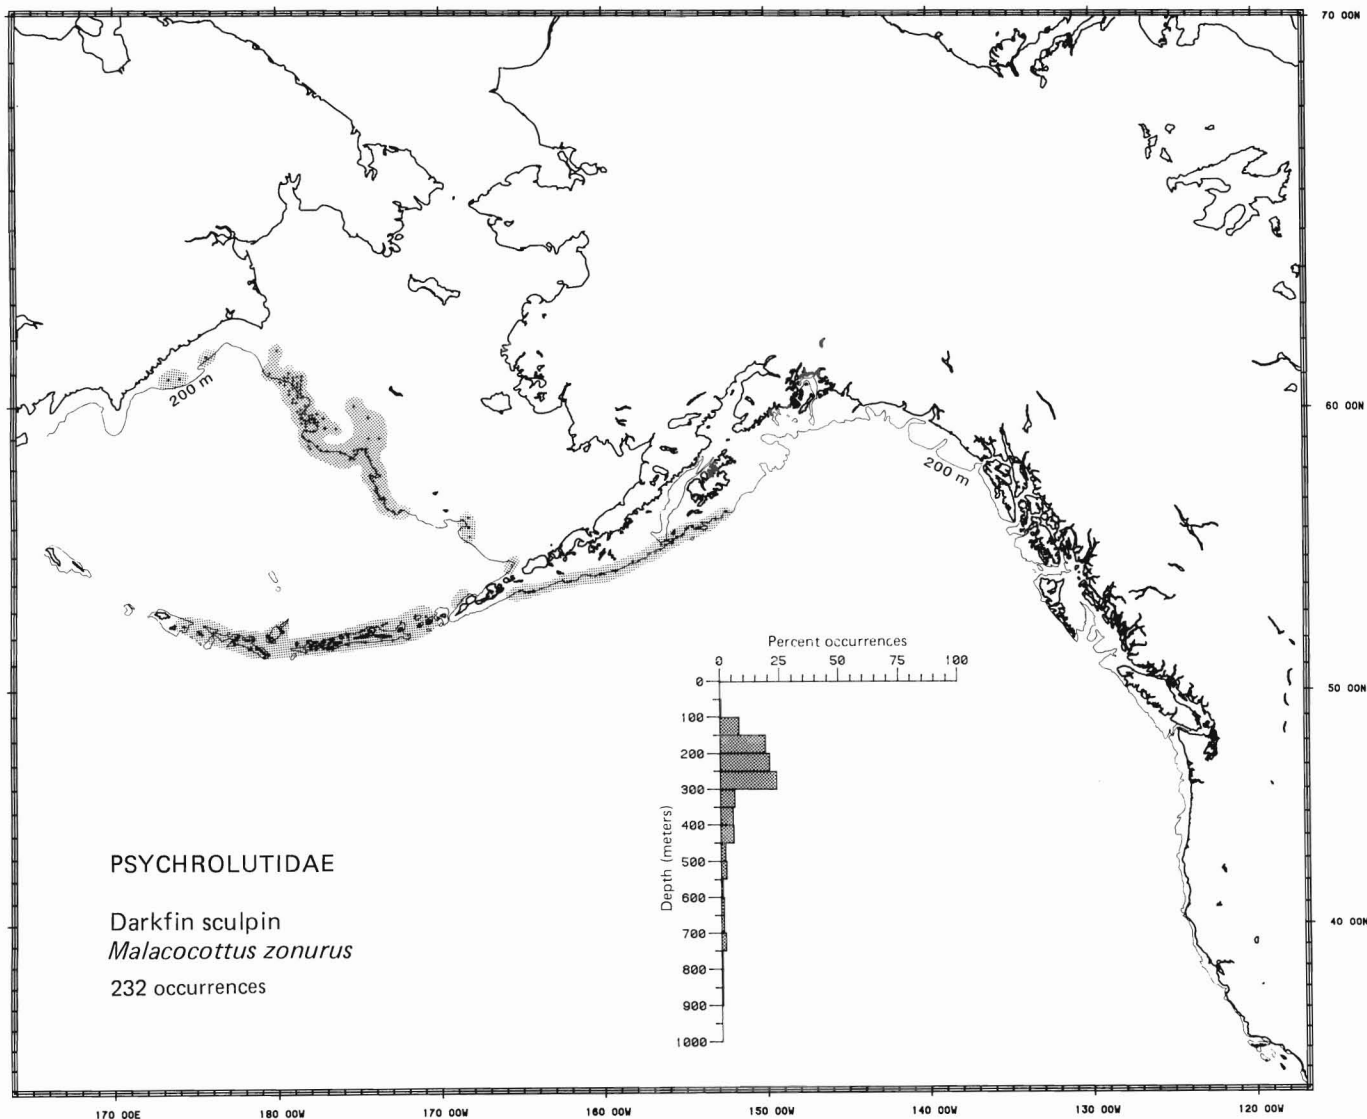 70 00N
200 m
60 00N
200 m
Percent occurrences
0 25 50 75 100
50 00N
0
100
200
300
400
500
600
700
800
900
1000
Depth (meters)
PSYCHROLUTIDAE
Darkfin sculpin
Malacocottus zonurus
232 occurrences
40 00N
170 00E 180 00W 170 00W 160 00W 150 00W 140 00W 130 00W 120 00W